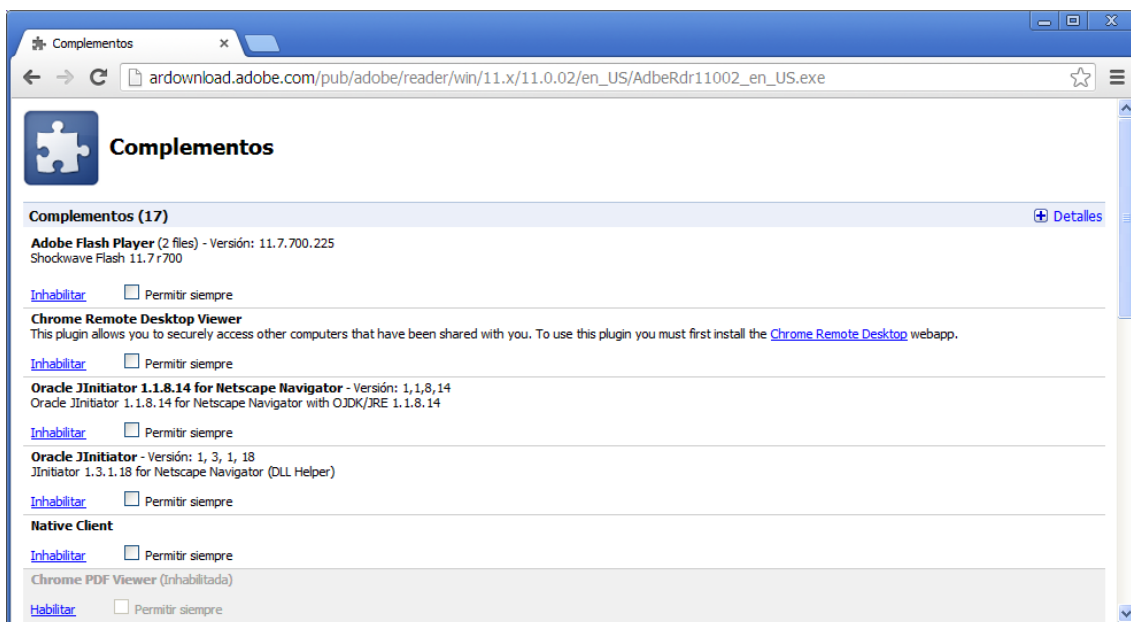 Complementos
ardownload.adobe.com/pub/adobe/reader/win/11.x/11.0.02/en_US/AdbeRdr11002_en_US.exe
Complementos
Complementos (17) Detalles
Adobe Flash Player (2 files) - Versión: 11.7.700.225
Shockwave Flash 11.7 r700
Inhabilitar Permitir siempre
Chrome Remote Desktop Viewer
This plugin allows you to securely access other computers that have been shared with you. To use this plugin you must first install the Chrome Remote Desktop webapp.
Inhabilitar Permitir siempre
Oracle JInitiator 1.1.8.14 for Netscape Navigator - Versión: 1,1,8,14
Oracle JInitiator 1.1.8.14 for Netscape Navigator with OJDK/JRE 1.1.8.14
Inhabilitar Permitir siempre
Oracle JInitiator - Versión: 1, 3, 1, 18
JInitiator 1.3.1.18 for Netscape Navigator (DLL Helper)
Inhabilitar Permitir siempre
Native Client
Inhabilitar Permitir siempre
Chrome PDF Viewer (Inhabilitada)
Habilitar Permitir siempre